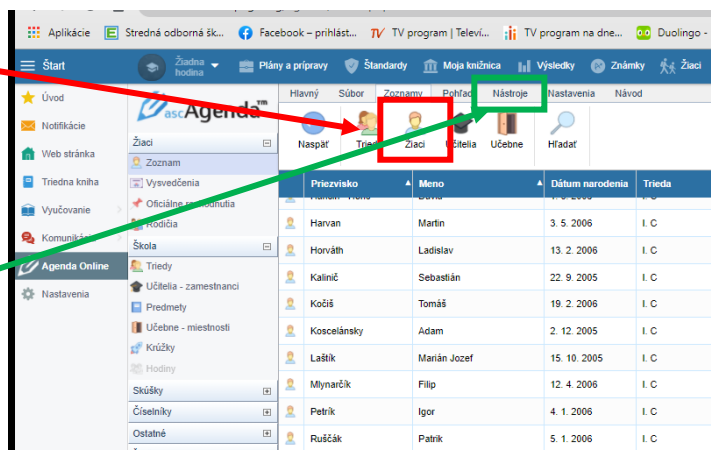 Aplikácie Stredná odborná šk... Facebook – prihlást... TV program | Televí... TV program na dne... Duolingo -
Štart Žiadna hodina Plány a prípravy Štandardy Moja knižnica Výsledky Známky Žiaci
Úvod
Notifikácie
Web stránka
Triedna kniha
Vyučovanie
Komunikácia
Agenda Online
Nastavenia
ascAgenda™
Žiaci
Zoznam
Vysvedčenia
Oficiálne rozhodnutia
Rodičia
Škola
Triedy
Učitelia - zamestnanci
Predmety
Učebne - miestnosti
Krúžky
Hodiny
Skúšky
Číselníky
Ostatné
Hlavný Súbor Zoznamy Pohľad Nástroje Nastavenia Návod
Naspäť Triedy Žiaci Učitelia Učebne Hľadať
Priezvisko Meno Dátum narodenia Trieda
Harvan Martin 3. 5. 2006 I. C
Horváth Ladislav 13. 2. 2006 I. C
Kalinič Sebastián 22. 9. 2005 I. C
Kočiš Tomáš 19. 2. 2006 I. C
Koscelánsky Adam 2. 12. 2005 I. C
Laštík Marián Jozef 15. 10. 2005 I. C
Mlynarčík Filip 12. 4. 2006 I. C
Petrík Igor 4. 1. 2006 I. C
Ruščák Patrik 5. 1. 2006 I. C